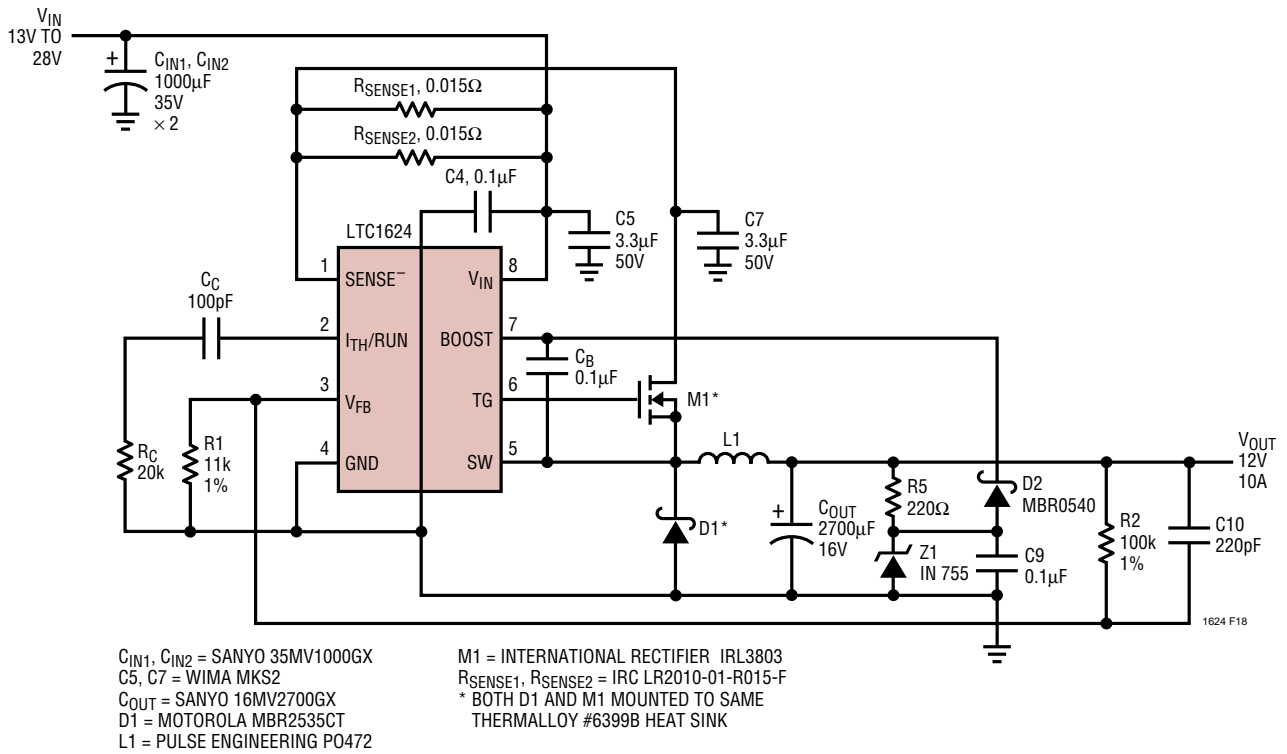 VIN
13V TO
28V
+
CIN1, CIN2
1000µF
35V
× 2
RSENSE1, 0.015Ω
RSENSE2, 0.015Ω
C4, 0.1µF
LTC1624
C5
3.3µF
50V
C7
3.3µF
50V
1
SENSE–
VIN
8
CC
100pF
2
ITH/RUN
BOOST
7
CB
0.1µF
3
VFB
TG
6
M1*
4
GND
SW
5
L1
RC
20k
R1
11k
1%
D1*
+
COUT
2700µF
16V
R5
220Ω
Z1
IN 755
D2
MBR0540
C9
0.1µF
R2
100k
1%
C10
220pF
VOUT
12V
10A
1624 F18
CIN1, CIN2 = SANYO 35MV1000GX
C5, C7 = WIMA MKS2
COUT = SANYO 16MV2700GX
D1 = MOTOROLA MBR2535CT
L1 = PULSE ENGINEERING PO472
M1 = INTERNATIONAL RECTIFIER IRL3803
RSENSE1, RSENSE2 = IRC LR2010-01-R015-F
* BOTH D1 AND M1 MOUNTED TO SAME
THERMALLOY #6399B HEAT SINK